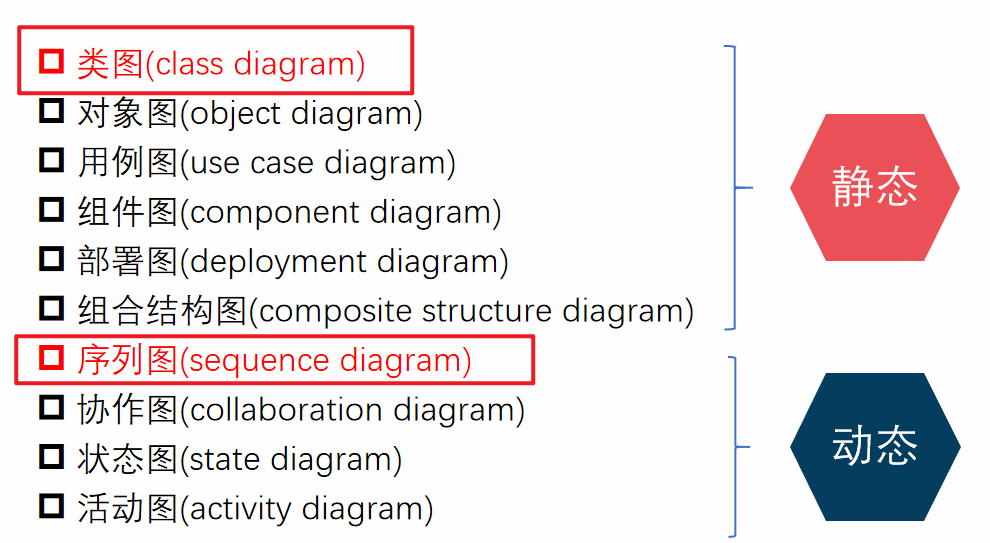 类图(class diagram)
对象图(object diagram)
用例图(use case diagram)
组件图(component diagram)
部署图(deployment diagram)
组合结构图(composite structure diagram)
静态
序列图(sequence diagram)
协作图(collaboration diagram)
状态图(state diagram)
活动图(activity diagram)
动态